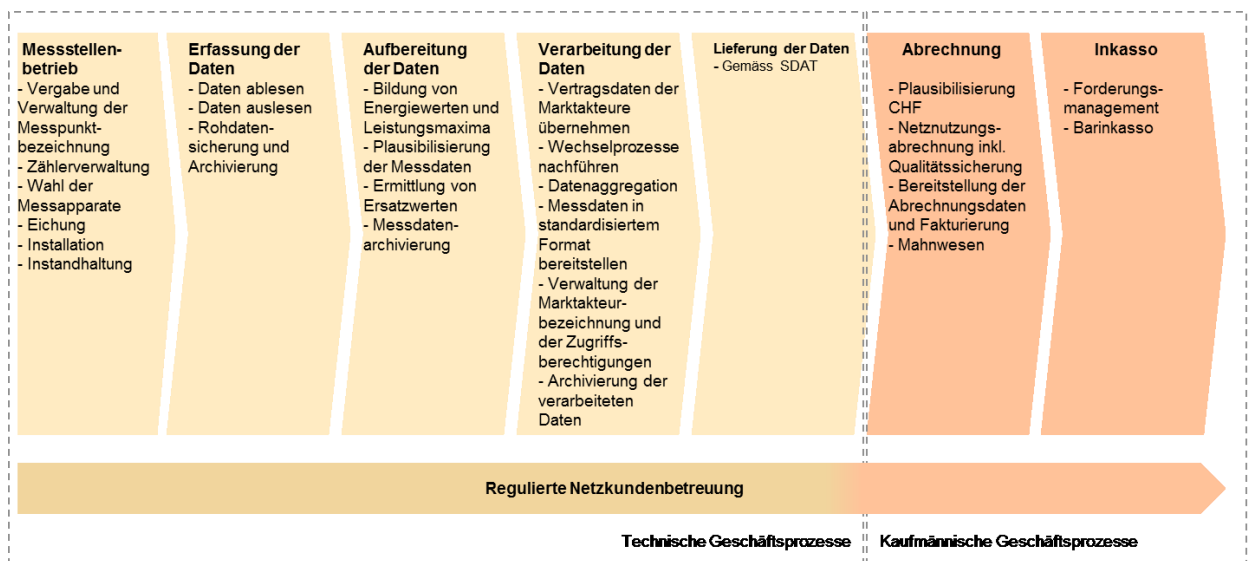 Messstellen-
betrieb
- Vergabe und
Verwaltung der
Messpunkt-
bezeichnung
- Zählerverwaltung
- Wahl der
Messapparate
- Eichung
- Installation
- Instandhaltung
Erfassung der
Daten
- Daten ablesen
- Daten auslesen
- Rohdaten-
sicherung und
Archivierung
Aufbereitung
der Daten
- Bildung von
Energiewerten und
Leistungsmaxima
- Plausibilisierung
der Messdaten
- Ermittlung von
Ersatzwerten
- Messdaten-
archivierung
Verarbeitung der
Daten
- Vertragsdaten der
Marktakteure
übernehmen
- Wechselprozesse
nachführen
- Datenaggregation
- Messdaten in
standardisiertem
Format
bereitstellen
- Verwaltung der
Marktakteur-
bezeichnung und
der Zugriffs-
berechtigungen
- Archivierung der
verarbeiteten
Daten
Lieferung der Daten
- Gemäss SDAT
Abrechnung
- Plausibilisierung
CHF
- Netznutzungs-
abrechnung inkl.
Qualitätssicherung
- Bereitstellung der
Abrechnungsdaten
und Fakturierung
- Mahnwesen
Inkasso
- Forderungs-
management
- Barinkasso
Regulierte Netzkundenbetreuung
Technische Geschäftsprozesse
Kaufmännische Geschäftsprozesse